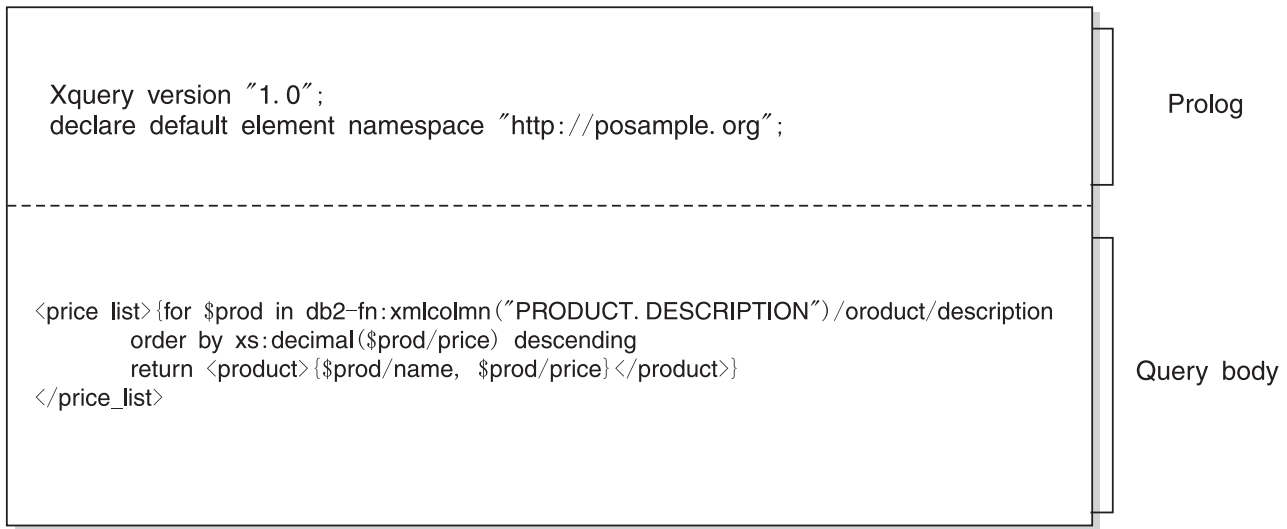 Xquery version "1.0";
declare default element namespace "http://posample.org";
Prolog
<price list>{for $prod in db2-fn:xmlcolmn("PRODUCT.DESCRIPTION")/oroduct/description
order by xs:decimal($prod/price) descending
return <product>{$prod/name, $prod/price}</product>}
</price_list>
Query body